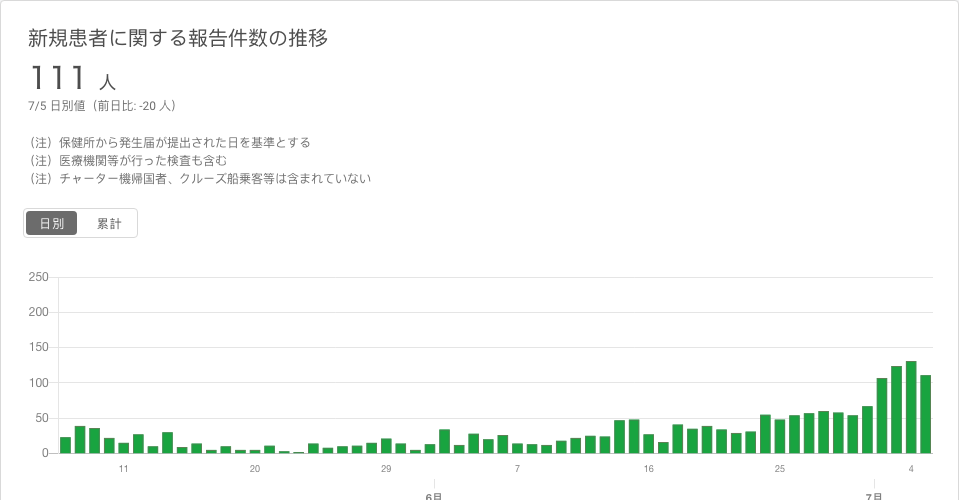 新規患者に関する報告件数の推移
111 人
7/5 日別値（前日比: -20 人）
（注）保健所から発生届が提出された日を基準とする
（注）医療機関等が行った検査も含む
（注）チャーター機帰国者、クルーズ船乗客等は含まれていない
日別 累計
250
200
150
100
50
0
11 20 29 7 16 25 4
6月 7月